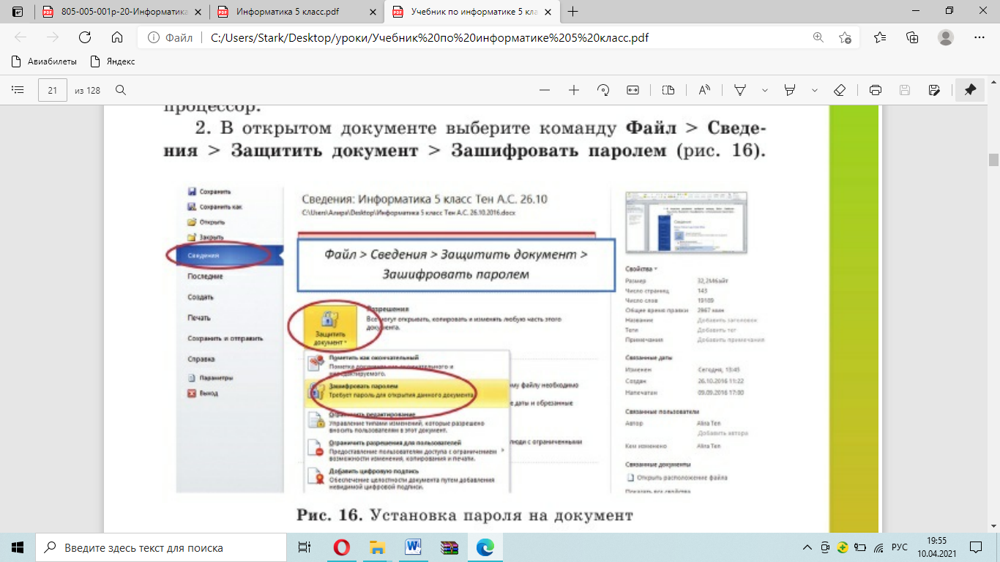 805-005-001р-20-Информатика
Информатика 5 класс.pdf
Учебник по информатике 5 кла
Файл
C:/Users/Stark/Desktop/уроки/Учебник%20по%20информатике%205%20класс.pdf
Авиабилеты
Яндекс
21
из 128
процессор.
2. В открытом документе выберите команду Файл > Сведе-
ния > Защитить документ > Зашифровать паролем (рис. 16).
Сохранить
Сохранить как
Открыть
Закрыть
Сведения
Последние
Создать
Печать
Сохранить и отправить
Справка
Параметры
Выход
Сведения: Информатика 5 класс Тен А.С. 26.10
C:\Users\Алира\Desktop\Информатика 5 класс Тен А.С. 26.10.2016.docx
Файл > Сведения > Защитить документ >
Зашифровать паролем
Защитить
документ
Разрешения
Все могут открывать, копировать и изменять любую часть этого
документа.
Пометить как окончательный
Пометка документа как окончательного и
нередактируемого.
Зашифровать паролем
Требует пароль для открытия данного документа
Ограничить редактирование
Управление типами изменений, которые разрешено
вносить пользователям в этот документ.
Ограничить разрешения для пользователей
Предоставление пользователям доступа с ограничением
возможности изменения, копирования и печати.
Добавить цифровую подпись
Обеспечение целостности документа путем добавления
невидимой цифровой подписи.
му файлу необходимо
е даты и обрезанные
люди с ограниченными
Свойства
Размер 32,2Мбайт
Число страниц 143
Число слов 19189
Общее время правки 2967 мин
Название Добавить заголовок
Теги Добавить тег
Примечания Добавить примечания
Связанные даты
Изменен Сегодня, 13:45
Создан 26.10.2016 11:22
Напечатан 09.09.2016 17:00
Связанные пользователи
Автор Alira Ten
Добавить автора
Кем изменено Alira Ten
Связанные документы
Открыть расположение файла
Показать все свойства
Рис. 16. Установка пароля на документ
Введите здесь текст для поиска
РУС
19:55
10.04.2021